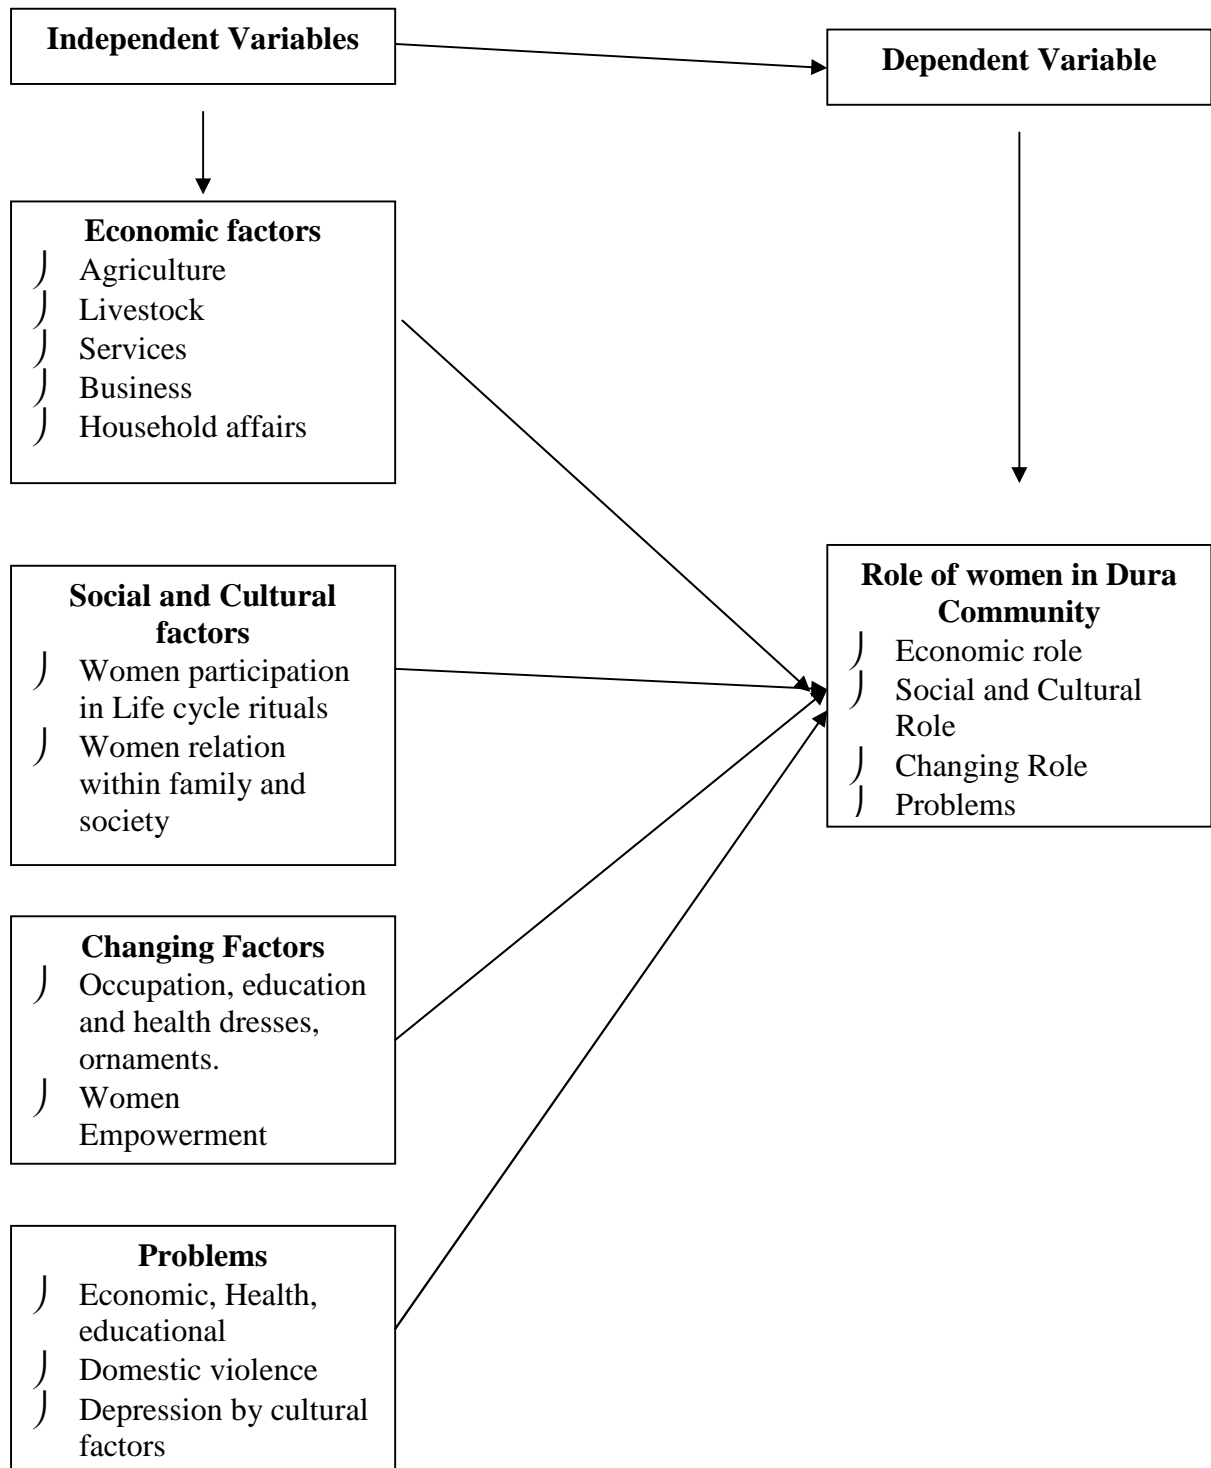 Independent Variables
Dependent Variable
Economic factors
⎠ Agriculture
⎠ Livestock
⎠ Services
⎠ Business
⎠ Household affairs
Social and Cultural
factors
⎠ Women participation
in Life cycle rituals
⎠ Women relation
within family and
society
Changing Factors
⎠ Occupation, education
and health dresses,
ornaments.
⎠ Women
Empowerment
Problems
⎠ Economic, Health,
educational
⎠ Domestic violence
⎠ Depression by cultural
factors
Role of women in Dura
Community
⎠ Economic role
⎠ Social and Cultural
Role
⎠ Changing Role
⎠ Problems